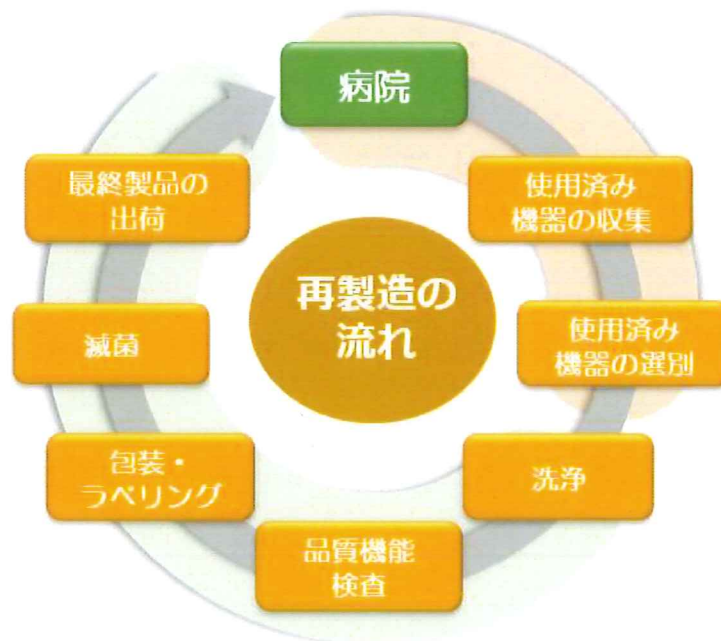 病院
使用済み
機器の収集
使用済み
機器の選別
洗浄
品質機能
検査
包装・
ラベリング
滅菌
最終製品の
出荷
再製造の
流れ